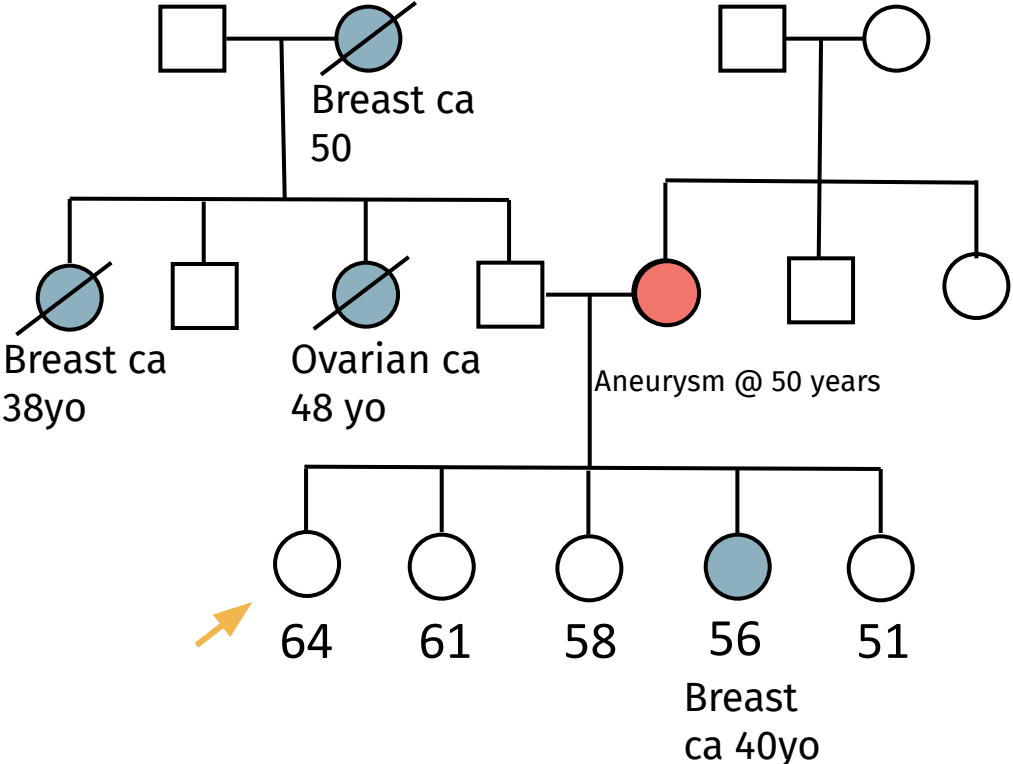 Breast ca
50
Breast ca
38yo
Ovarian ca
48 yo
Aneurysm @ 50 years
64
61
58
56
51
Breast
ca 40yo